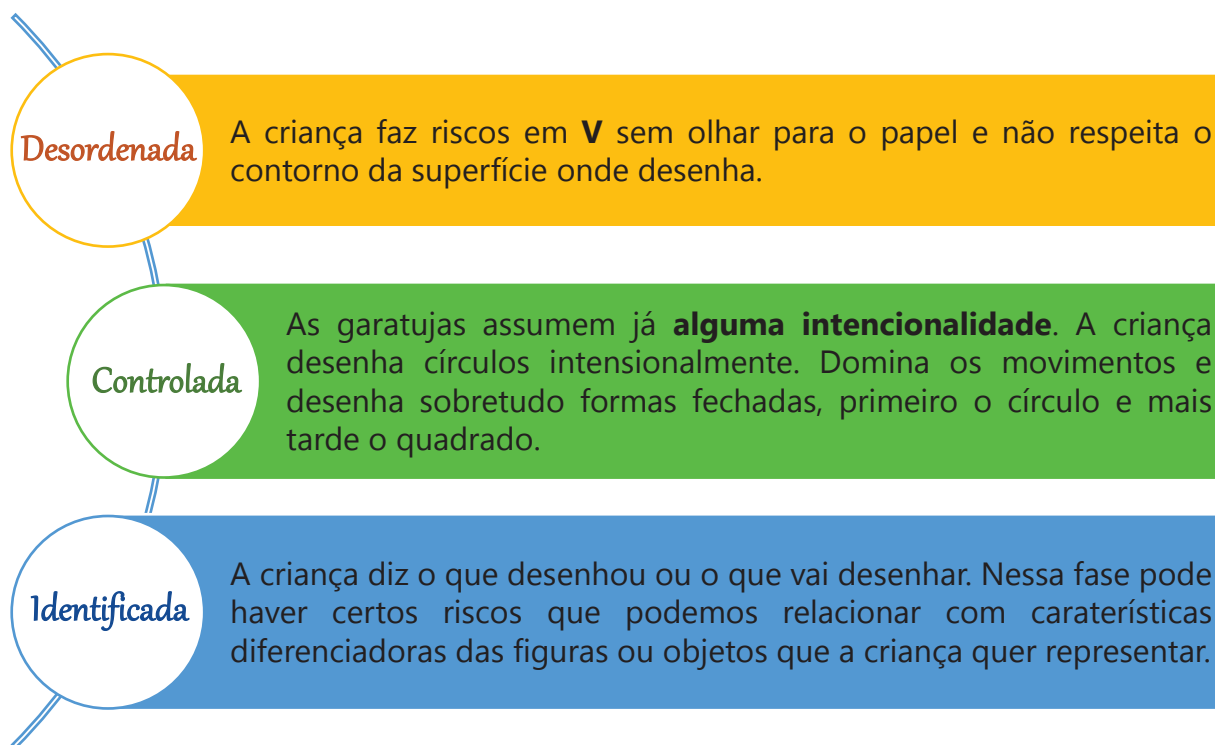 Desordenada
A criança faz riscos em V sem olhar para o papel e não respeita o
contorno da superfície onde desenha.
Controlada
As garatujas assumem já alguma intencionalidade. A criança
desenha círculos intensionalmente. Domina os movimentos e
desenha sobretudo formas fechadas, primeiro o círculo e mais
tarde o quadrado.
Identificada
A criança diz o que desenhou ou o que vai desenhar. Nessa fase pode
haver certos riscos que podemos relacionar com caraterísticas
diferenciadoras das figuras ou objetos que a criança quer representar.